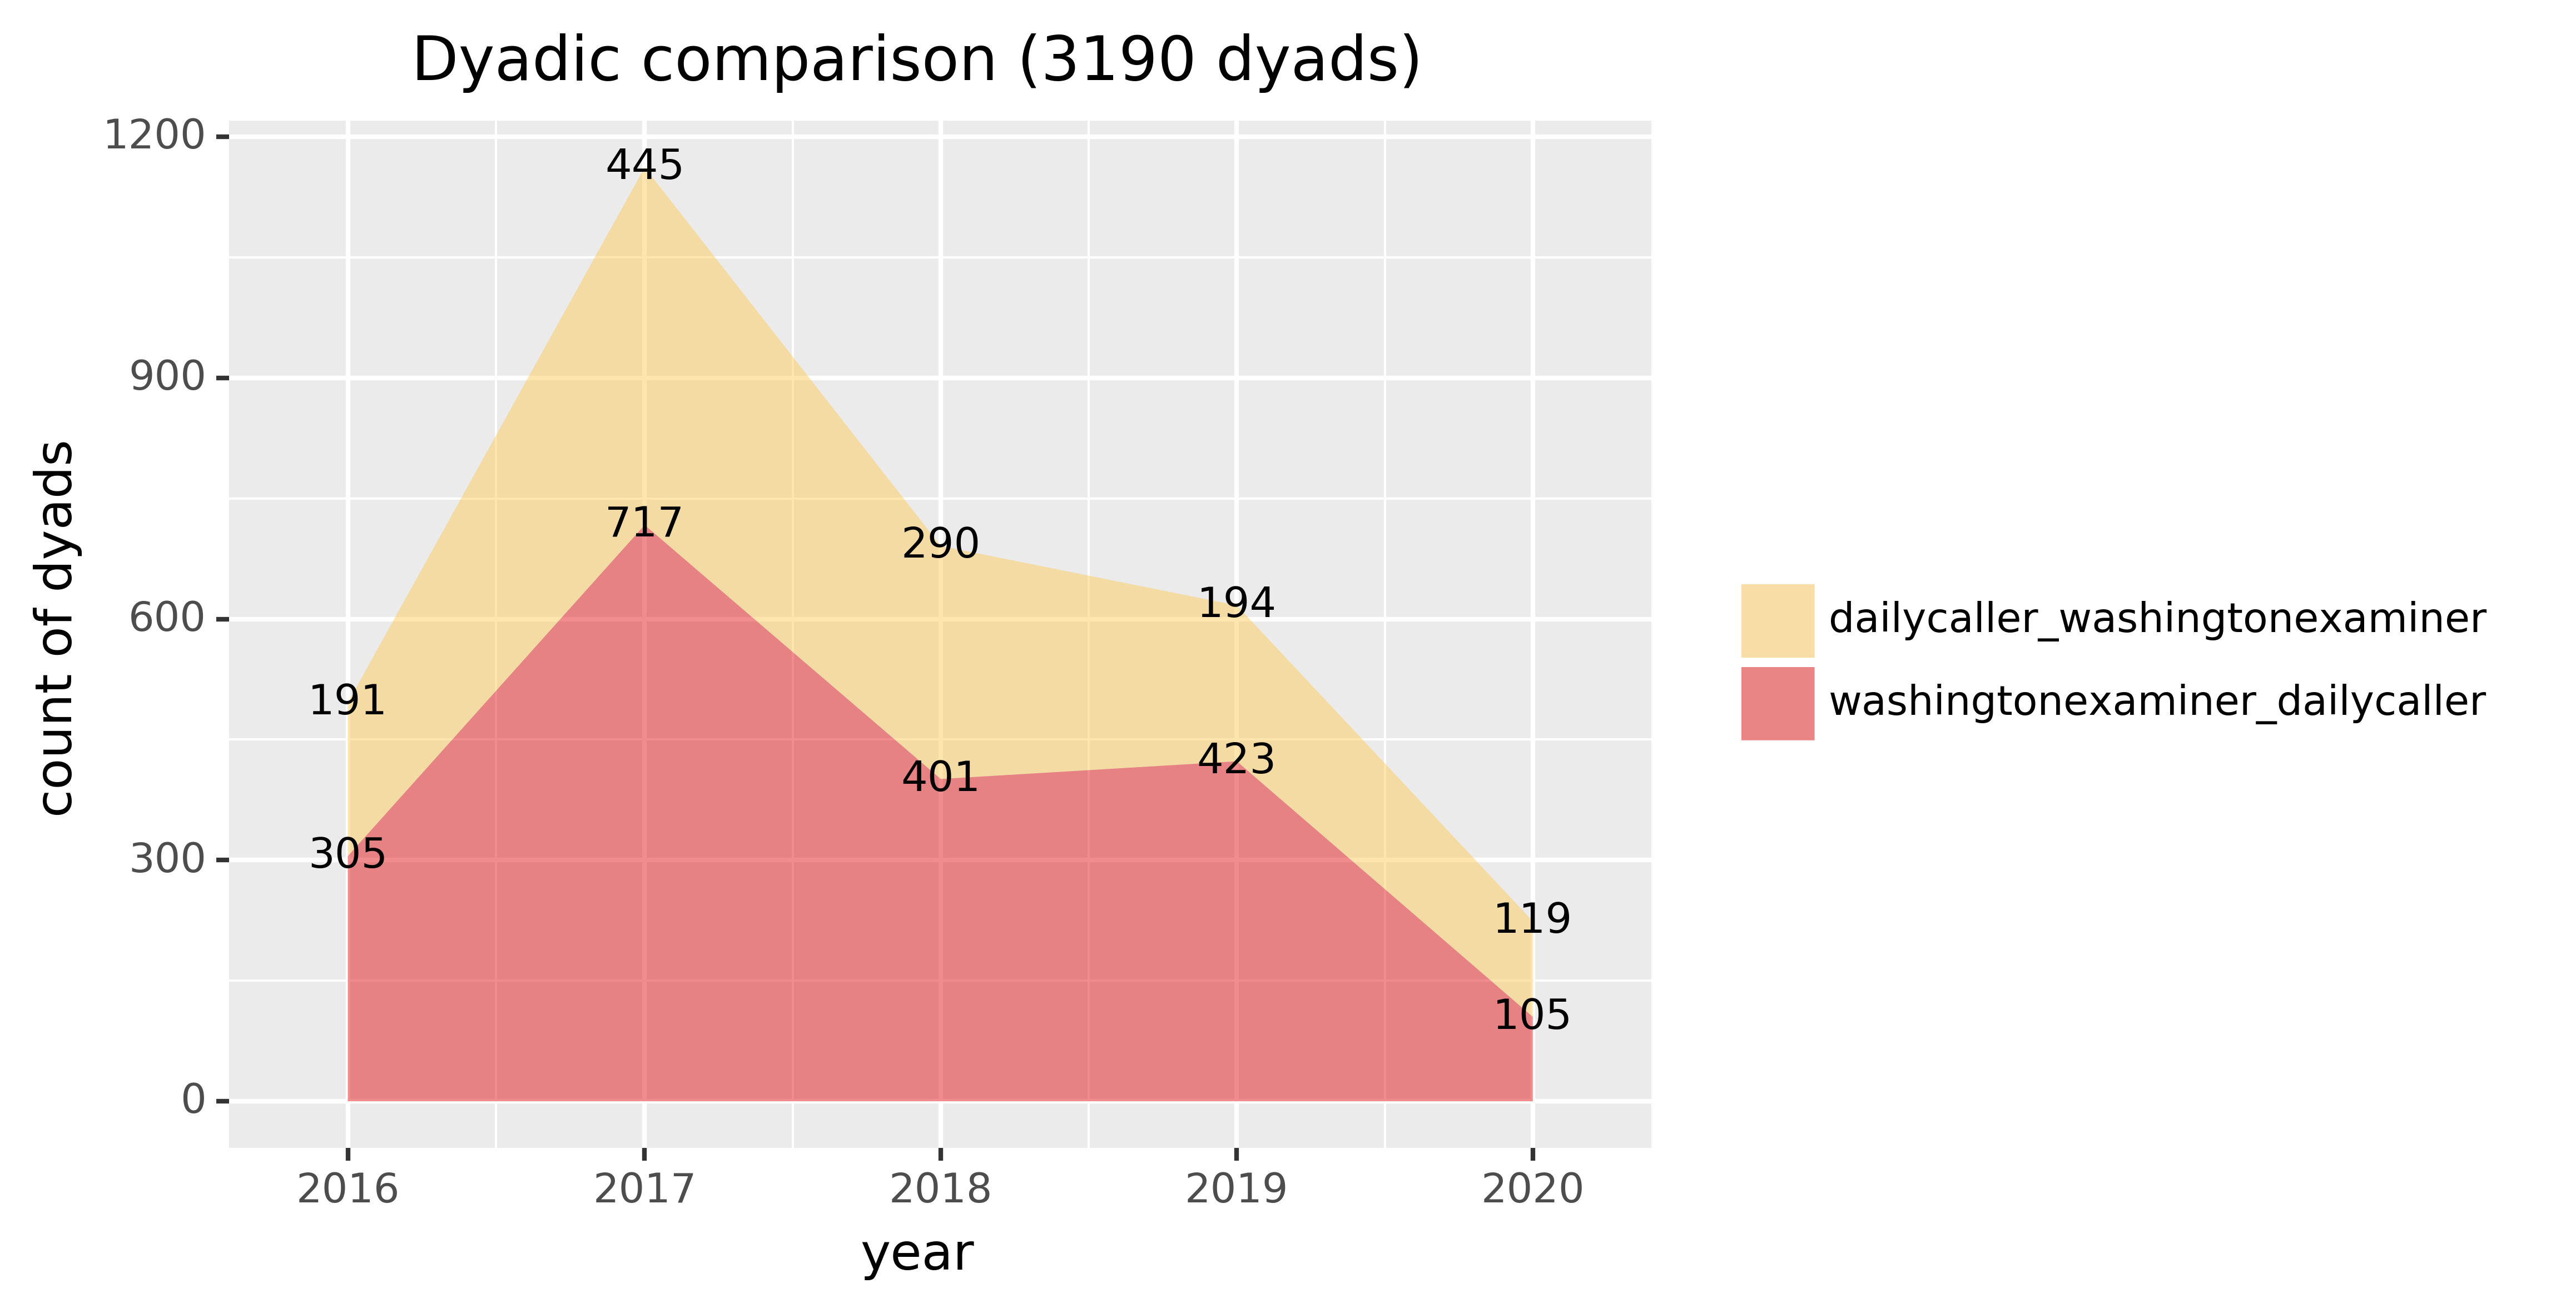 Dyadic comparison (3190 dyads)
count of dyads
1200
900
600
300
0
445
717
290
194
191
401
423
305
119
105
2016 2017 2018 2019 2020
year
dailycaller_washingtonexaminer
washingtonexaminer_dailycaller